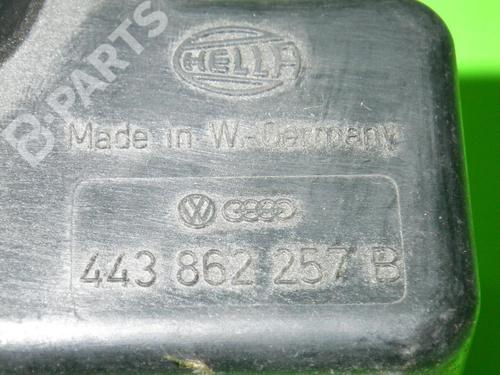 HELLA
Made in W.-Germany
443 862 257 B
B-PARTS